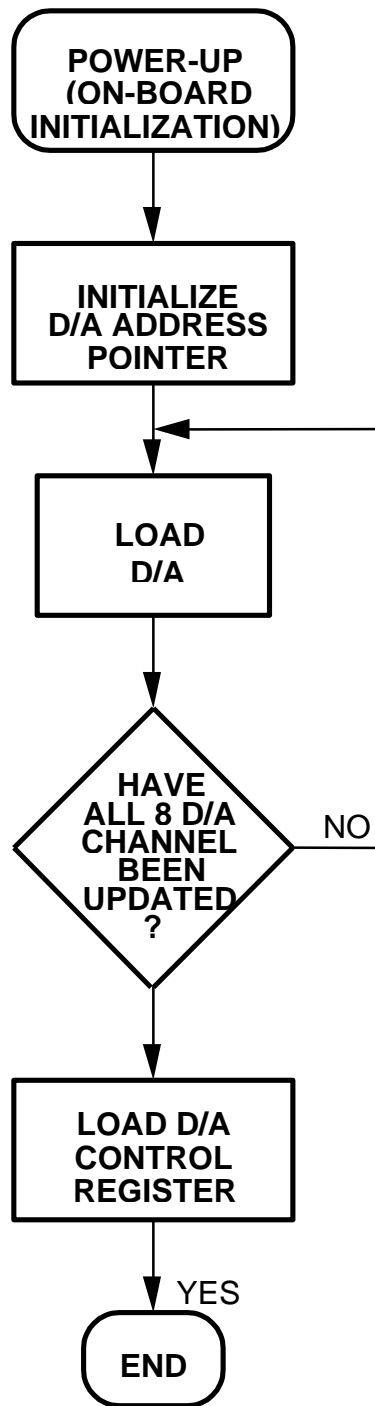 POWER-UP
(ON-BOARD
INITIALIZATION)
INITIALIZE
D/A ADDRESS
POINTER
LOAD
D/A
HAVE
ALL 8 D/A
CHANNEL
BEEN
UPDATED
?
NO
LOAD D/A
CONTROL
REGISTER
YES
END